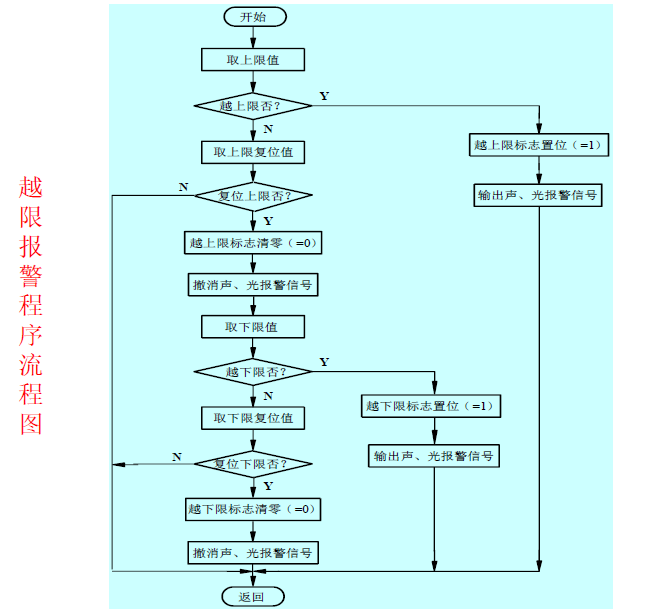 越限报警程序流程图
开始
取上限值
越上限否？
Y
N
越上限标志置位（=1）
取上限复位值
N
复位上限否？
输出声、光报警信号
Y
越上限标志清零（=0）
撤消声、光报警信号
取下限值
越下限否？
Y
N
越下限标志置位（=1）
取下限复位值
N
复位下限否？
输出声、光报警信号
Y
越下限标志清零（=0）
撤消声、光报警信号
返回